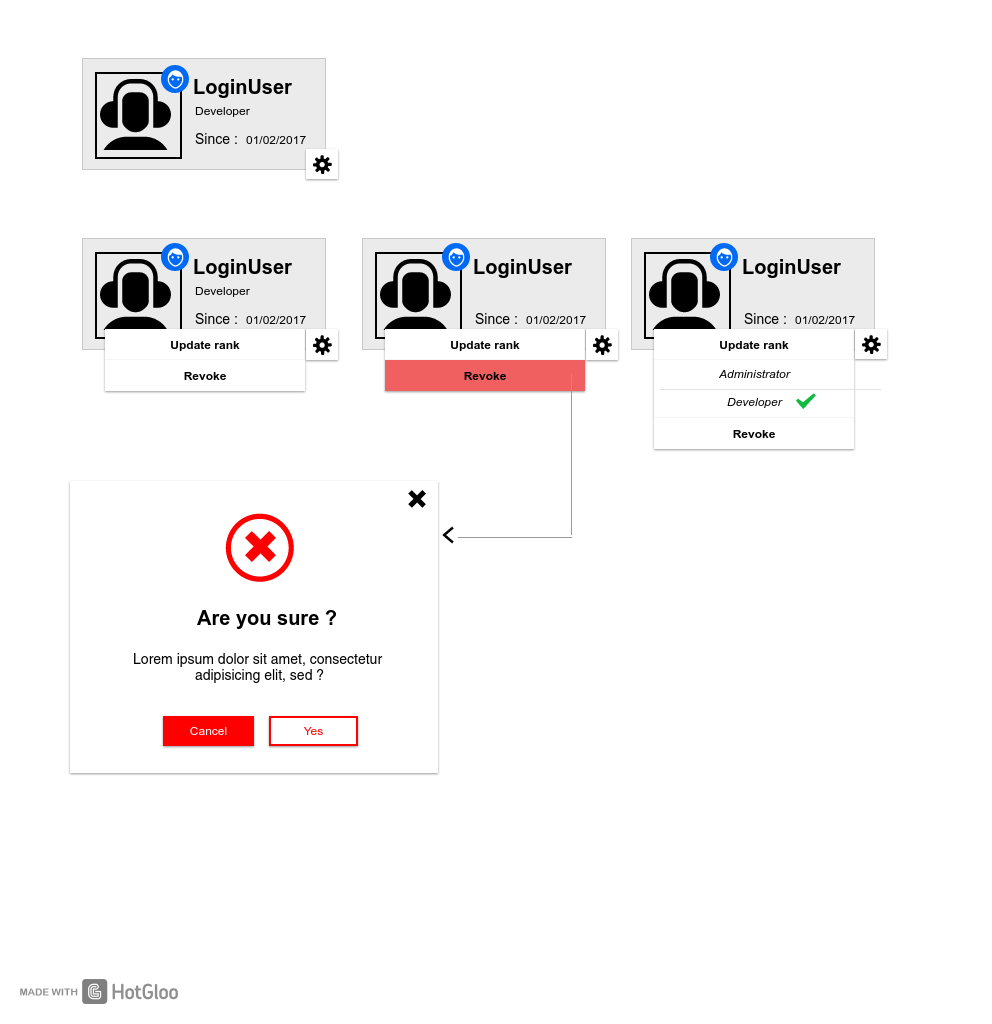 LoginUser
Developer
Since : 01/02/2017
LoginUser
Developer
Since : 01/02/2017
Update rank
Revoke
LoginUser
Since : 01/02/2017
Update rank
Revoke
LoginUser
Since : 01/02/2017
Update rank
Administrator
Developer
Revoke
Are you sure ?
Lorem ipsum dolor sit amet, consectetur
adipisicing elit, sed ?
Cancel
Yes
MADE WITH HotGloo